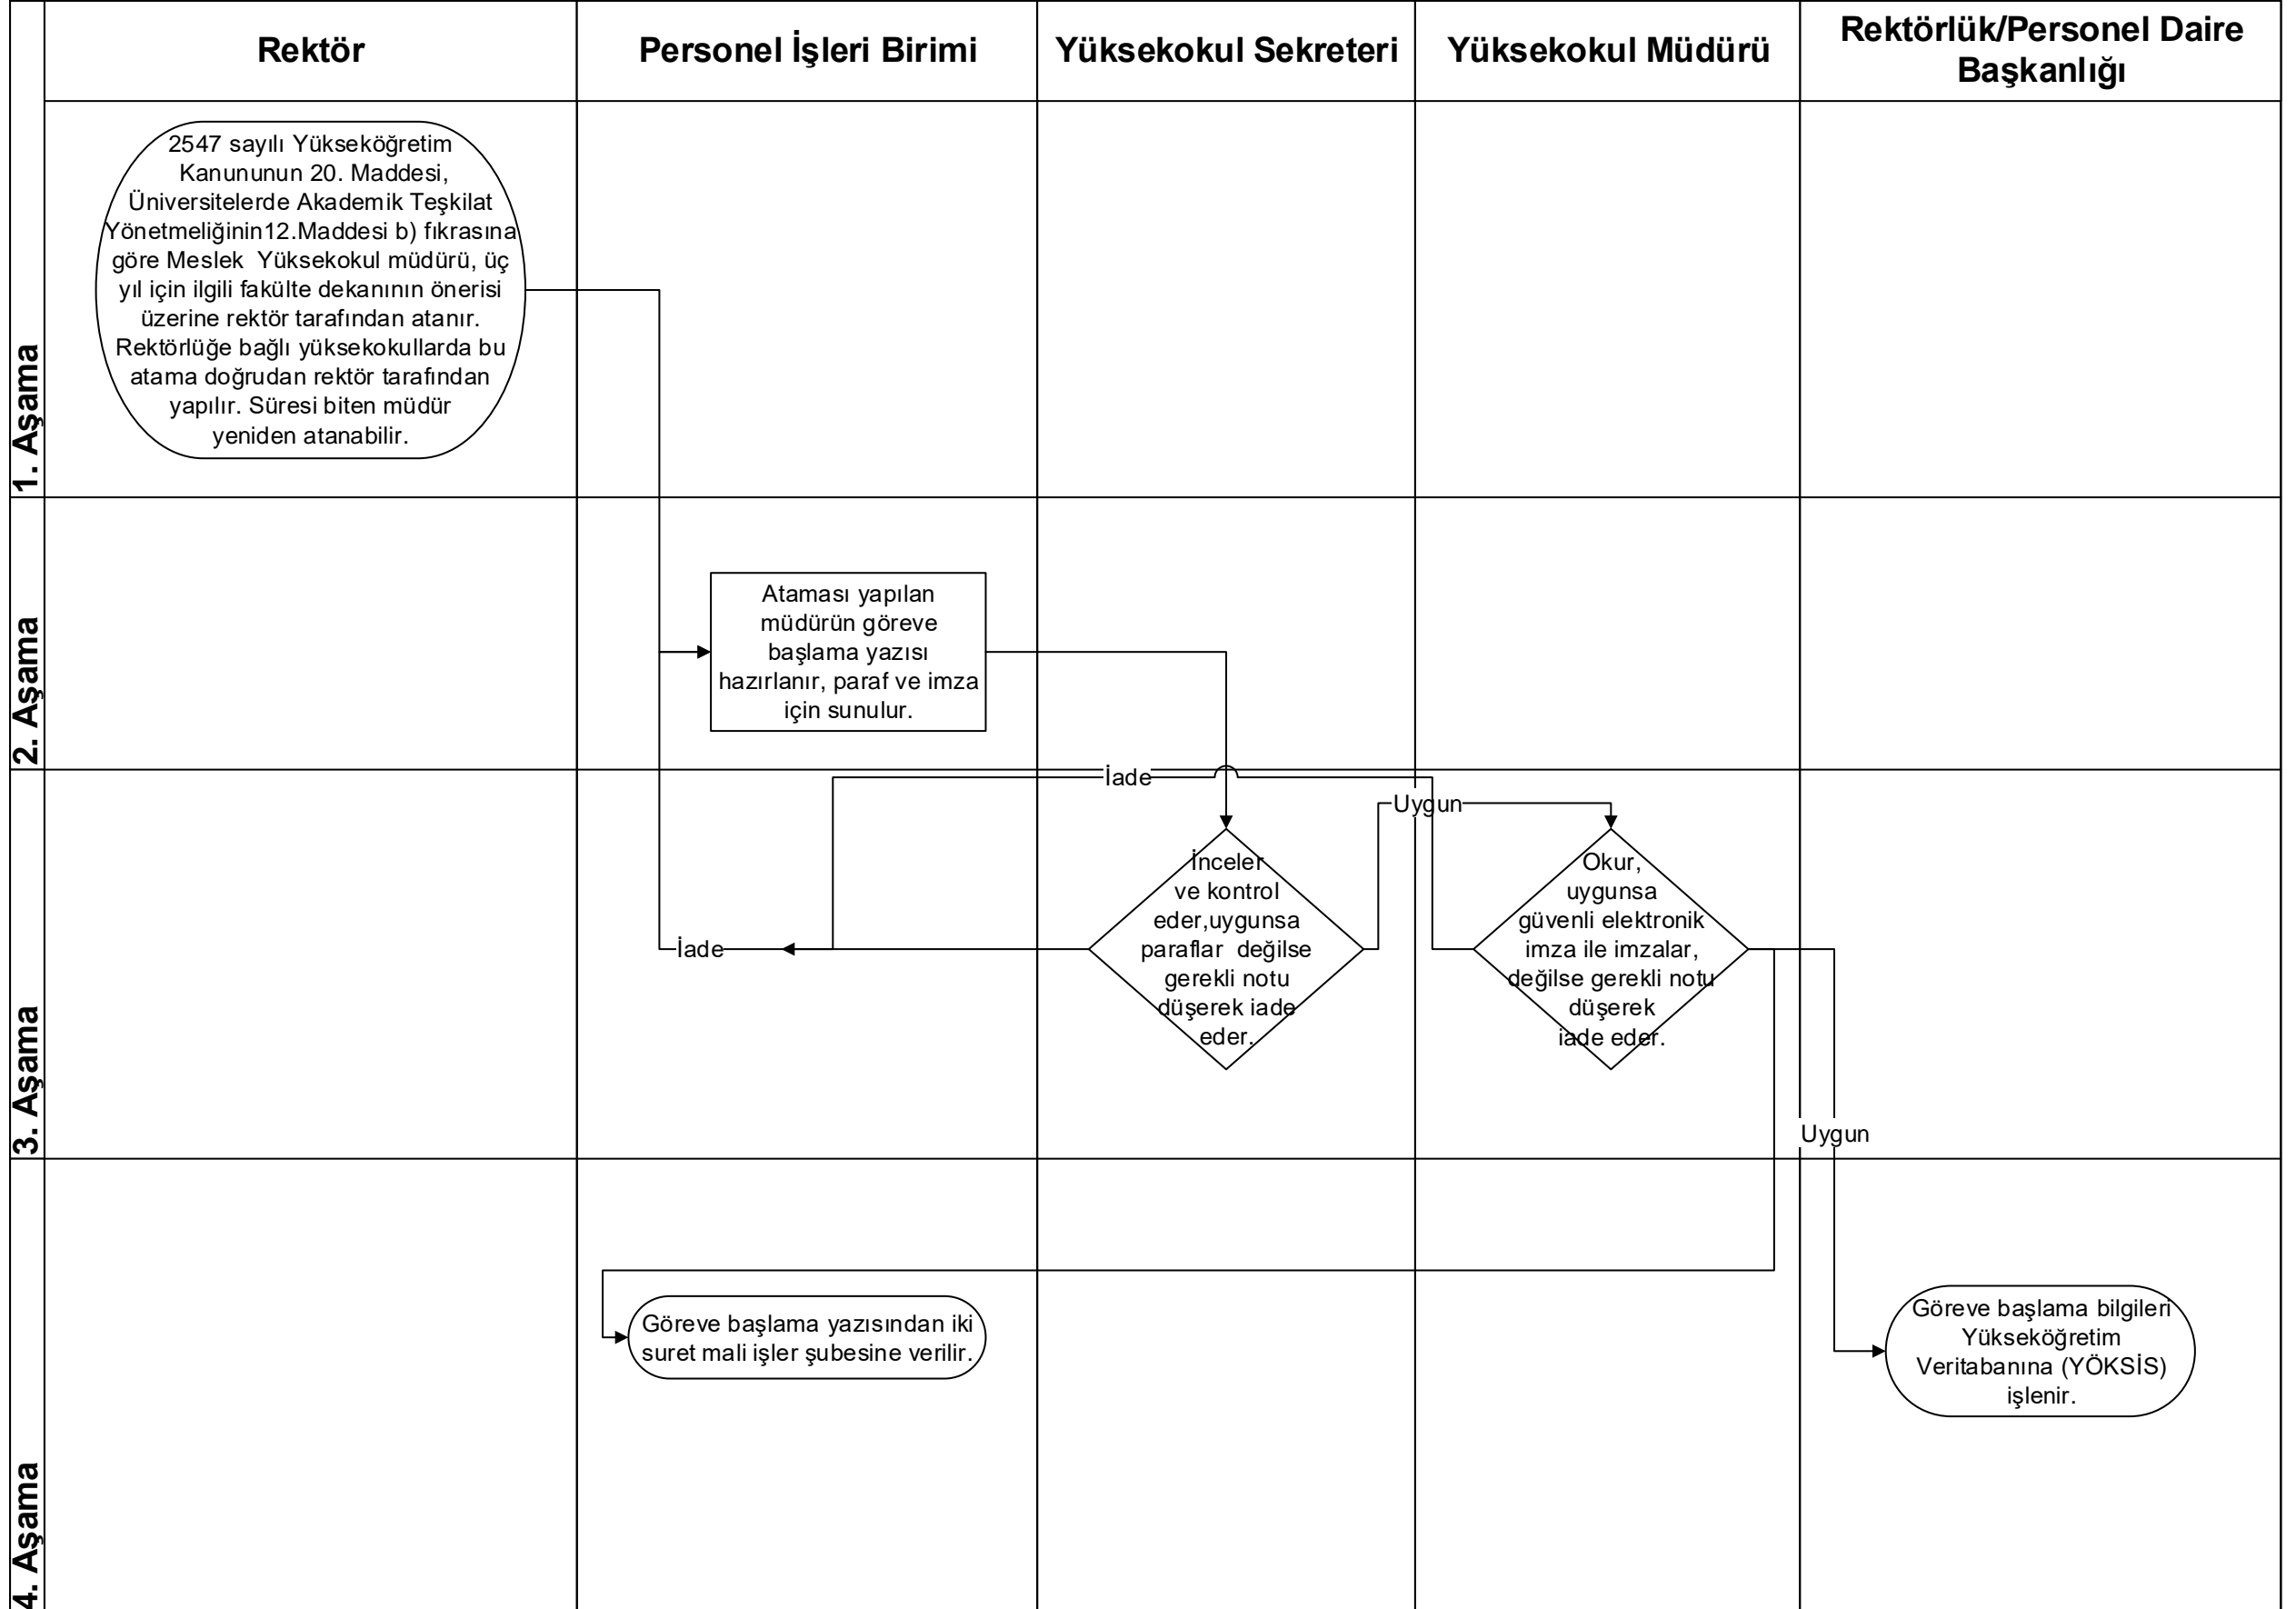 Rektör
Personel İşleri Birimi
Yüksekokul Sekreteri
Yüksekokul Müdürü
Rektörlük/Personel Daire
Başkanlığı
1. Aşama
2547 sayılı Yükseköğretim
Kanununun 20. Maddesi,
Üniversitelerde Akademik Teşkilat
Yönetmeliğinin12.Maddesi b) fıkrasına
göre Meslek  Yüksekokul müdürü, üç
yıl için ilgili fakülte dekanının önerisi
üzerine rektör tarafından atanır.
Rektörlüğe bağlı yüksekokullarda bu
atama doğrudan rektör tarafından
yapılır. Süresi biten müdür
yeniden atanabilir.
2. Aşama
Ataması yapılan
müdürün göreve
başlama yazısı
hazırlanır, paraf ve imza
için sunulur.
3. Aşama
İade
Uygun
İade
İnceler
ve kontrol
eder,uygunsa
paraflar  değilse
gerekli notu
düşerek iade
eder.
Okur,
uygunsa
güvenli elektronik
imza ile imzalar,
değilse gerekli notu
düşerek
iade eder.
Uygun
4. Aşama
Göreve başlama yazısından iki
suret mali işler şubesine verilir.
Göreve başlama bilgileri
Yükseköğretim
Veritabanına (YÖKSİS)
işlenir.